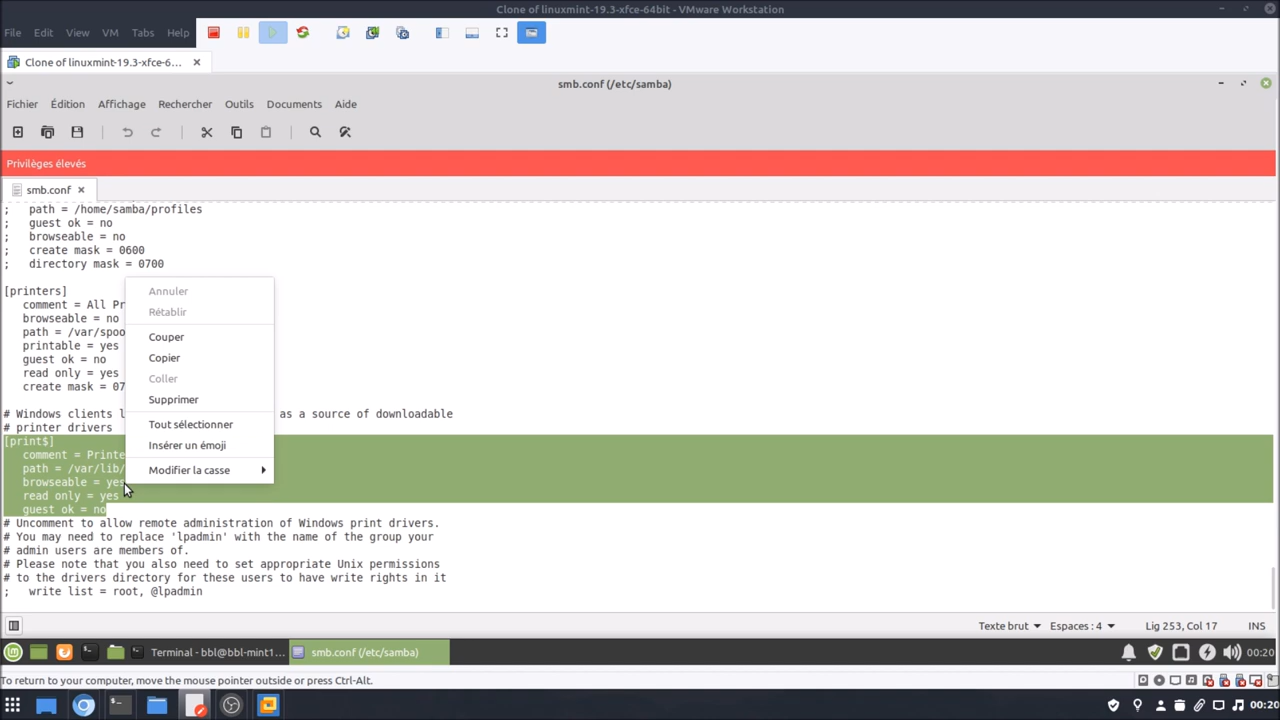 Clone of linuxmint-19.3-xfce-64bit - VMware Workstation
File Edit View VM Tabs Help
Clone of linuxmint-19.3-xfce-6...
smb.conf (/etc/samba)
Fichier Édition Affichage Rechercher Outils Documents Aide
Privilèges élevés
smb.conf
; path = /home/samba/profiles
; guest ok = no
; browseable = no
; create mask = 0600
; directory mask = 0700
[printers]
comment = All Pr
browseable = no
path = /var/spoo
printable = yes
guest ok = no
read only = yes
create mask = 07
Annuler
Rétablir
Couper
Copier
Coller
Supprimer
Tout sélectionner
Insérer un émoji
Modifier la casse
# Windows clients l as a source of downloadable
# printer drivers
[print$]
comment = Printe
path = /var/lib/
browseable = yes
read only = yes
guest ok = no
# Uncomment to allow remote administration of Windows print drivers.
# You may need to replace 'lpadmin' with the name of the group your
# admin users are members of.
# Please note that you also need to set appropriate Unix permissions
# to the drivers directory for these users to have write rights in it
; write list = root, @lpadmin
Texte brut Espaces : 4 Lig 253, Col 17 INS
Terminal - bbl@bbl-mint1... smb.conf (/etc/samba) 00:20
To return to your computer, move the mouse pointer outside or press Ctrl-Alt.
00:20